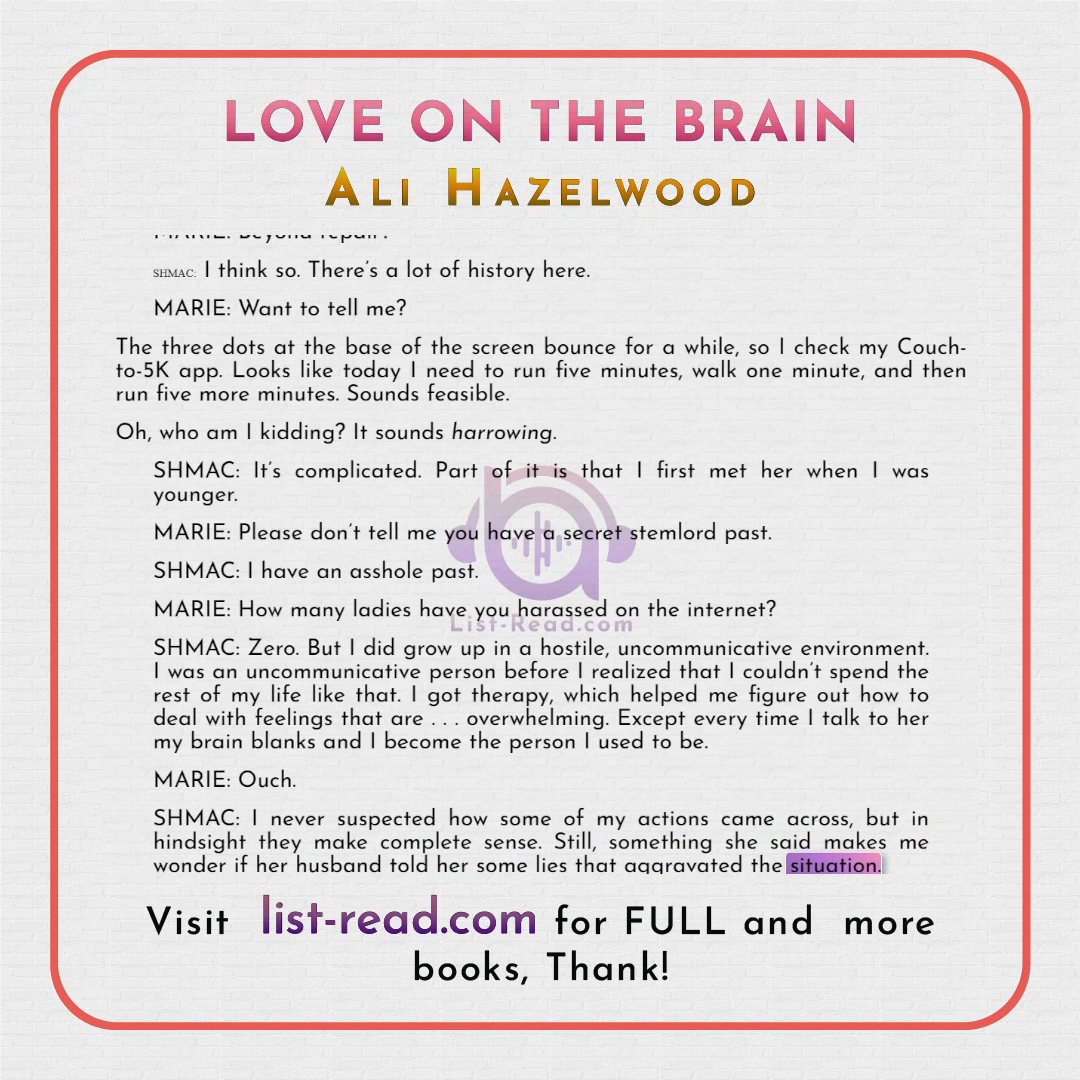 LOVE ON THE BRAIN
ALI HAZELWOOD
MARIE: Beyond repair?
SHMAC: I think so. There's a lot of history here.
MARIE: Want to tell me?
The three dots at the base of the screen bounce for a while, so I check my Couch-
to-5K app. Looks like today I need to run five minutes, walk one minute, and then
run five more minutes. Sounds feasible.
Oh, who am I kidding? It sounds harrowing.
SHMAC: It's complicated. Part of it is that I first met her when I was
younger.
MARIE: Please don't tell me you have a secret stemlord past.
SHMAC: I have an asshole past.
MARIE: How many ladies have you harassed on the internet?
List-Read.com
SHMAC: Zero. But I did grow up in a hostile, uncommunicative environment.
I was an uncommunicative person before I realized that I couldn't spend the
rest of my life like that. I got therapy, which helped me figure out how to
deal with feelings that are . . . overwhelming. Except every time I talk to her
my brain blanks and I become the person I used to be.
MARIE: Ouch.
SHMAC: I never suspected how some of my actions came across, but in
hindsight they make complete sense. Still, something she said makes me
wonder if her husband told her some lies that aggravated the situation.
Visit list-read.com for FULL and more
books, Thank!